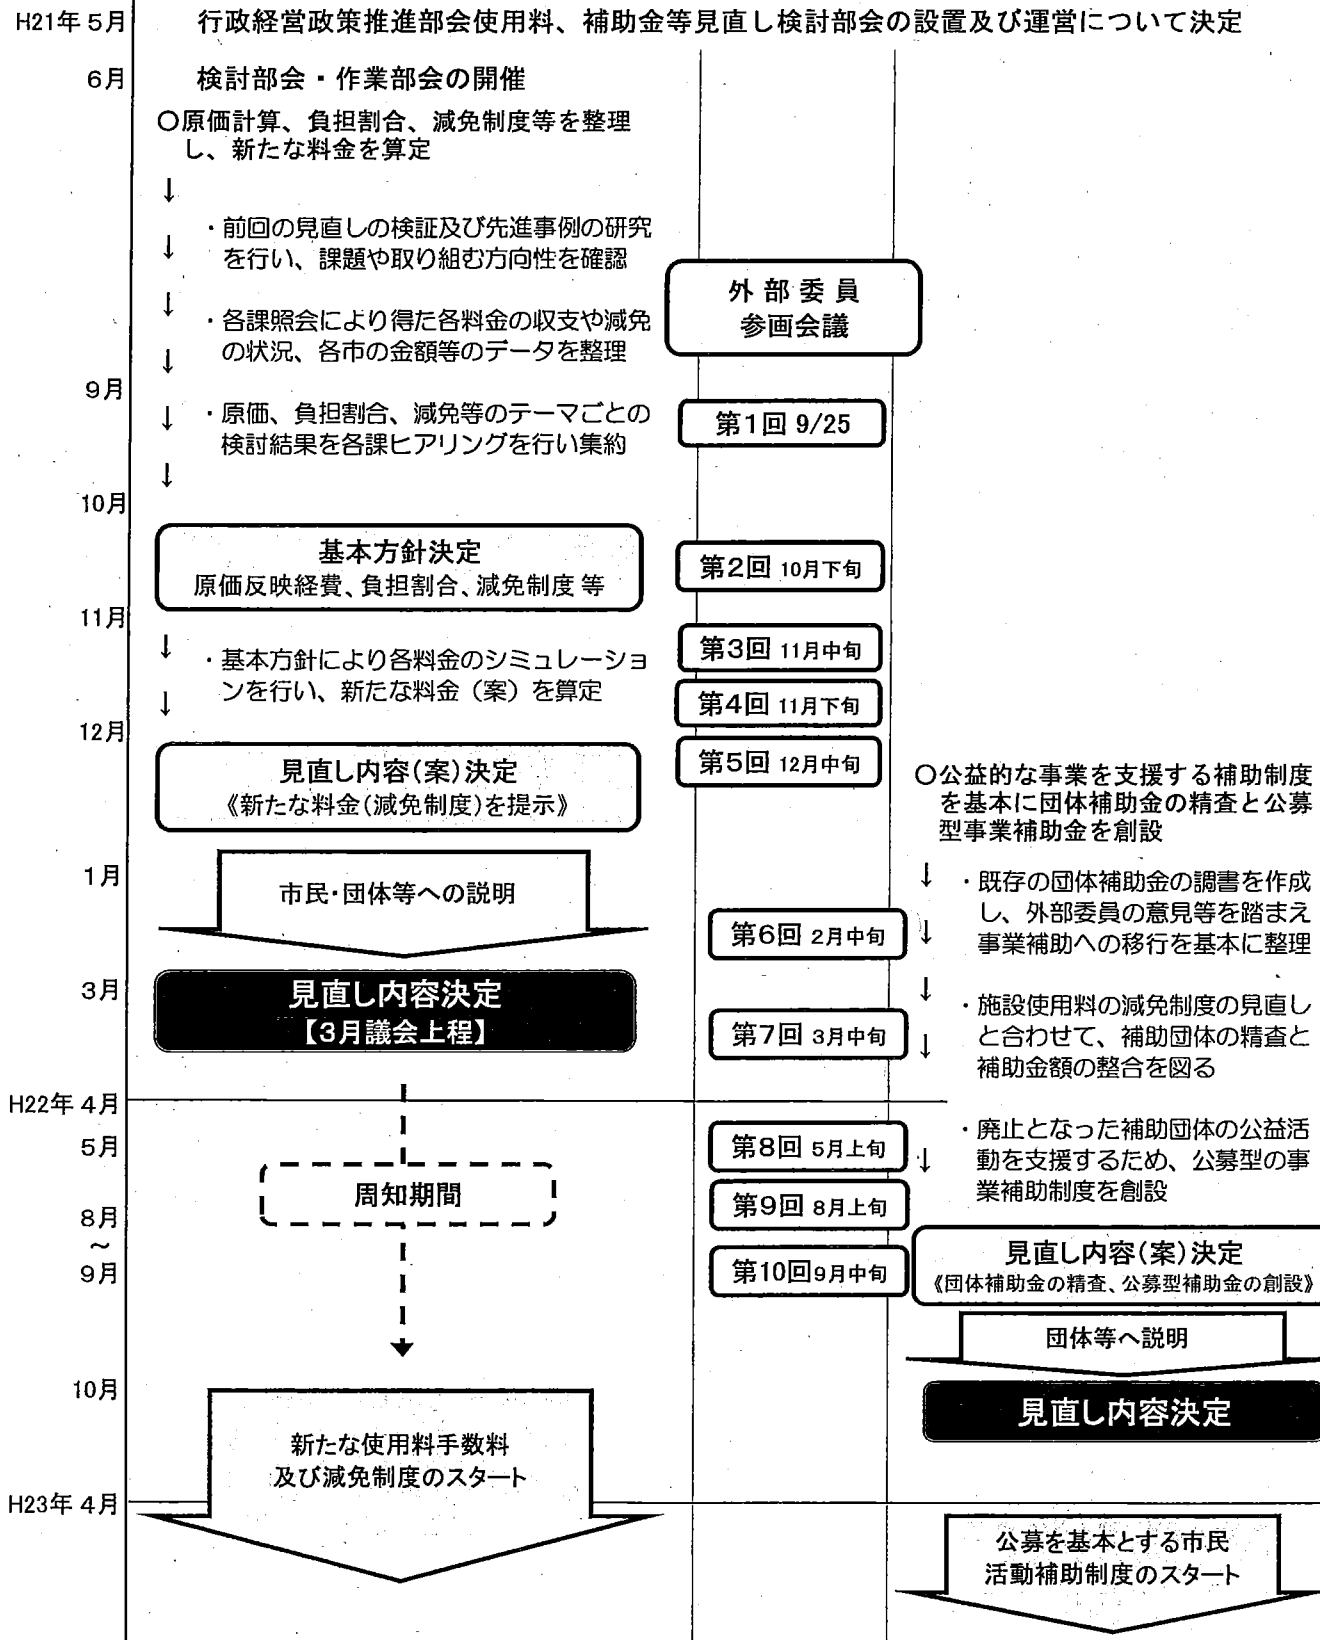 H21年 5月
行政経営政策推進部会使用料、補助金等見直し検討部会の設置及び運営について決定
6月
検討部会・作業部会の開催
〇原価計算、負担割合、減免制度等を整理
し、新たな料金を算定
↓
・前回の見直しの検証及び先進事例の研究
↓
を行い、課題や取り組む方向性を確認
↓
・各課照会により得た各料金の収支や減免
↓
の状況、各市の金額等のデータを整理
9月
↓
・原価、負担割合、減免等のテーマごとの
検討結果を各課ヒアリングを行い集約
↓
10月
基本方針決定
原価反映経費、負担割合、減免制度 等
11月
↓
・基本方針により各料金のシミュレーショ
ンを行い、新たな料金（案）を算定
↓
12月
見直し内容(案)決定
《新たな料金(減免制度)を提示》
1月
市民・団体等への説明
3月
見直し内容決定
【3月議会上程】
H22年 4月
5月
周知期間
8月
～
9月
10月
新たな使用料手数料
及び減免制度のスタート
H23年 4月
外部委員
参画会議
第1回 9/25
第2回 10月下旬
第3回 11月中旬
第4回 11月下旬
第5回 12月中旬
第6回 2月中旬
第7回 3月中旬
第8回 5月上旬
第9回 8月上旬
第10回 9月中旬
〇公益的な事業を支援する補助制度
を基本に団体補助金の精査と公募
型事業補助金を創設
↓
・既存の団体補助金の調書を作成
し、外部委員の意見等を踏まえ
↓
事業補助への移行を基本に整理
↓
・施設使用料の減免制度の見直し
と合わせて、補助団体の精査と
↓
補助金額の整合を図る
・廃止となった補助団体の公益活
↓
動を支援するため、公募型の事
業補助制度を創設
見直し内容(案)決定
《団体補助金の精査、公募型補助金の創設》
団体等へ説明
見直し内容決定
公募を基本とする市民
活動補助制度のスタート